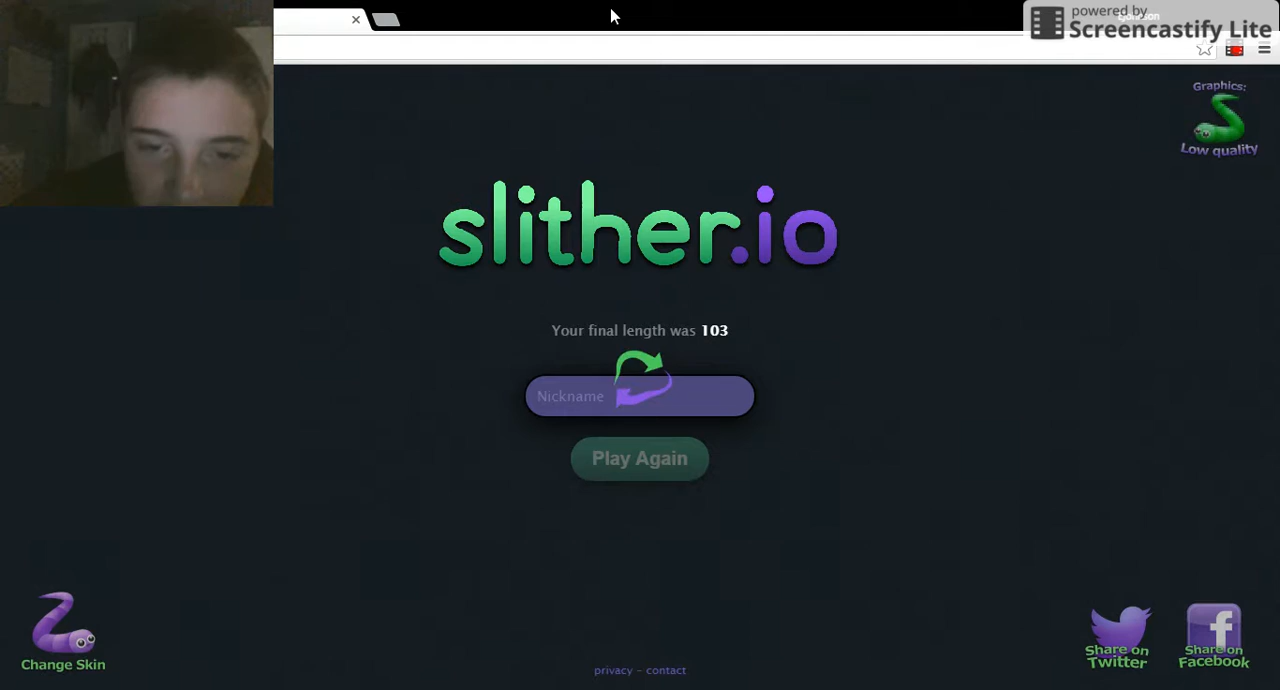 powered by
Screencastify Lite
Graphics:
Low quality
slither.io
Your final length was 103
Nickname
Play Again
Change Skin
Share on
Twitter
Share on
Facebook
privacy - contact